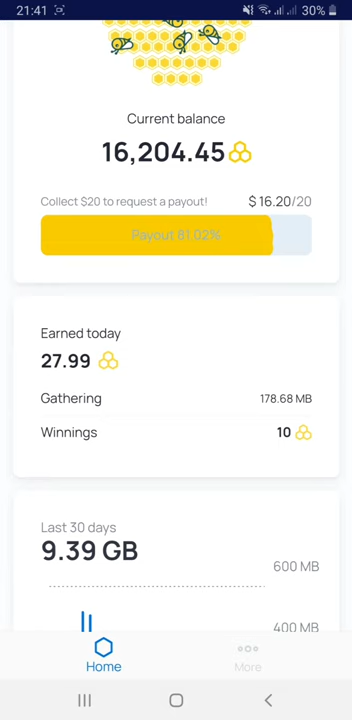 21:41 30%
Current balance
16,204.45
Collect $20 to request a payout! $ 16.20/20
Payout 81.02%
Earned today
27.99
Gathering 178.68 MB
Winnings 10
Last 30 days
9.39 GB
600 MB
400 MB
Home More